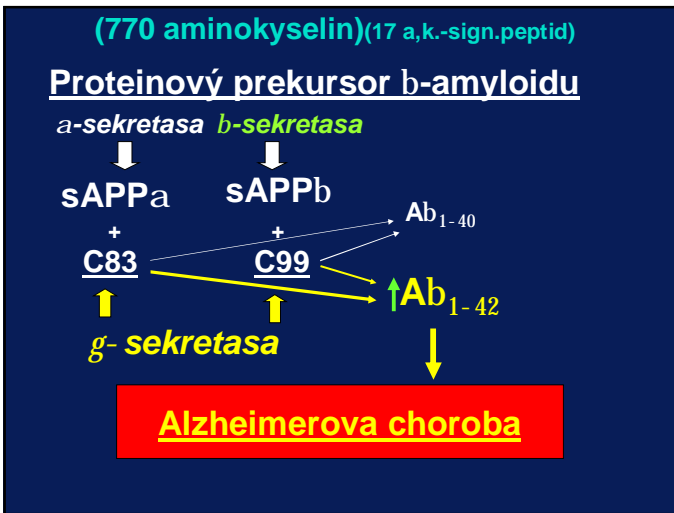 (770 aminokyselin)(17 a,k.-sign.peptid)
Proteinový prekursor b-amyloidu
a-sekretasa b-sekretasa
sAPPa sAPPb
+ +
Ab1-40
C83 C99
Ab1-42
g- sekretasa
Alzheimerova choroba